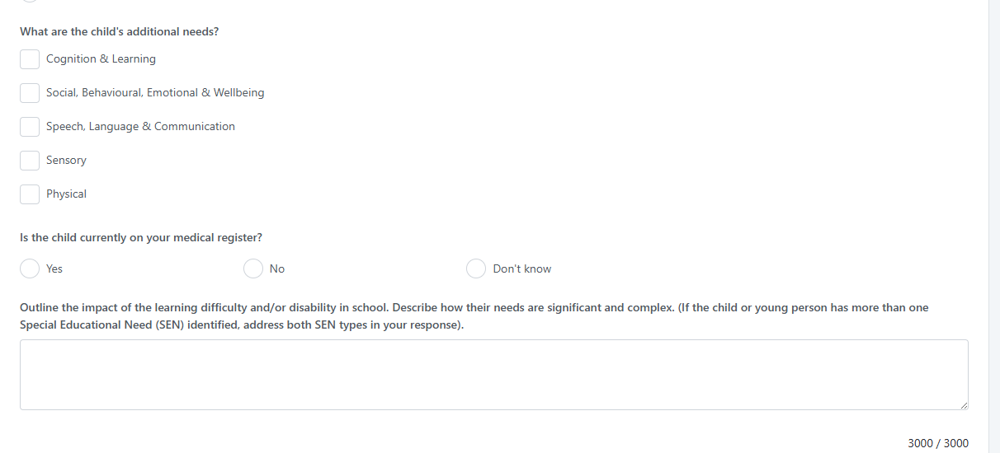 What are the child's additional needs?
Cognition & Learning
Social, Behavioural, Emotional & Wellbeing
Speech, Language & Communication
Sensory
Physical
Is the child currently on your medical register?
Yes No Don't know
Outline the impact of the learning difficulty and/or disability in school. Describe how their needs are significant and complex. (If the child or young person has more than one
Special Educational Need (SEN) identified, address both SEN types in your response).
3000 / 3000